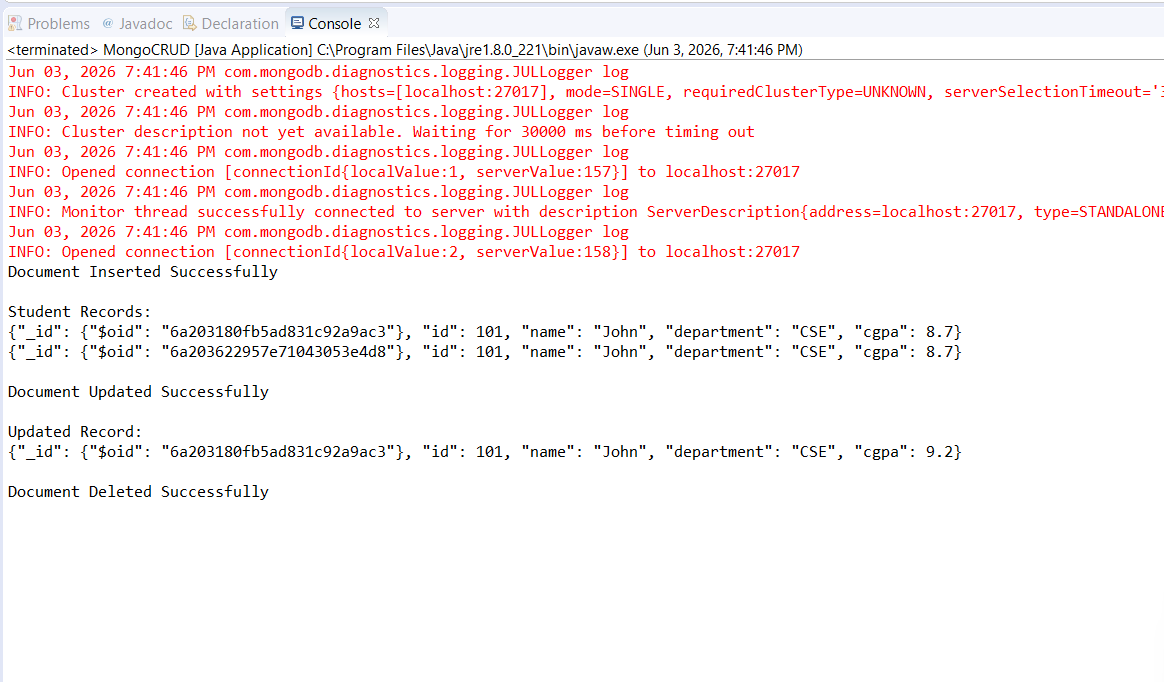 Problems @ Javadoc Declaration Console
<terminated> MongoCRUD [Java Application] C:\Program Files\Java\jre1.8.0_221\bin\javaw.exe (Jun 3, 2026, 7:41:46 PM)
Jun 03, 2026 7:41:46 PM com.mongodb.diagnostics.logging.JULLogger log
INFO: Cluster created with settings {hosts=[localhost:27017], mode=SINGLE, requiredClusterType=UNKNOWN, serverSelectionTimeout='3
Jun 03, 2026 7:41:46 PM com.mongodb.diagnostics.logging.JULLogger log
INFO: Cluster description not yet available. Waiting for 30000 ms before timing out
Jun 03, 2026 7:41:46 PM com.mongodb.diagnostics.logging.JULLogger log
INFO: Opened connection [connectionId{localValue:1, serverValue:157}] to localhost:27017
Jun 03, 2026 7:41:46 PM com.mongodb.diagnostics.logging.JULLogger log
INFO: Monitor thread successfully connected to server with description ServerDescription{address=localhost:27017, type=STANDALONE
Jun 03, 2026 7:41:46 PM com.mongodb.diagnostics.logging.JULLogger log
INFO: Opened connection [connectionId{localValue:2, serverValue:158}] to localhost:27017
Document Inserted Successfully
Student Records:
{"_id": {"$oid": "6a203180fb5ad831c92a9ac3"}, "id": 101, "name": "John", "department": "CSE", "cgpa": 8.7}
{"_id": {"$oid": "6a203622957e71043053e4d8"}, "id": 101, "name": "John", "department": "CSE", "cgpa": 8.7}
Document Updated Successfully
Updated Record:
{"_id": {"$oid": "6a203180fb5ad831c92a9ac3"}, "id": 101, "name": "John", "department": "CSE", "cgpa": 9.2}
Document Deleted Successfully